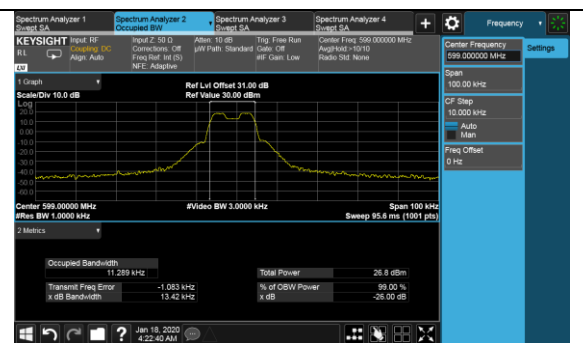 Spectrum Analyzer 1
Swept SA
Spectrum Analyzer 2
Occupied BW
Spectrum Analyzer 3
Swept SA
Spectrum Analyzer 4
Swept SA
+
Frequency
KEYSIGHT
RL
LXI
Input: RF
Coupling: DC
Align: Auto
Input Z: 50 Ω
Corrections: Off
Freq Ref: Int (S)
NFE: Adaptive
Atten: 10 dB
µW Path: Standard
Trig: Free Run
Gate: Off
#IF Gain: Low
Center Freq: 599.000000 MHz
Avg|Hold:>10/10
Radio Std: None
Center Frequency
599.000000 MHz
Settings
Span
100.00 kHz
CF Step
10.000 kHz
Auto
Man
Freq Offset
0 Hz
1 Graph
Scale/Div 10.0 dB
Ref Lvl Offset 31.00 dB
Ref Value 30.00 dBm
Log
20.0
10.0
0.00
-10.0
-20.0
-30.0
-40.0
-50.0
-60.0
Center 599.00000 MHz
#Res BW 1.0000 kHz
#Video BW 3.0000 kHz
Span 100 kHz
Sweep 95.6 ms (1001 pts)
2 Metrics
Occupied Bandwidth
11.289 kHz
Total Power 26.8 dBm
Transmit Freq Error -1.083 kHz
% of OBW Power 99.00 %
x dB Bandwidth 13.42 kHz
x dB -26.00 dB
?
Jan 18, 2020
4:22:40 AM